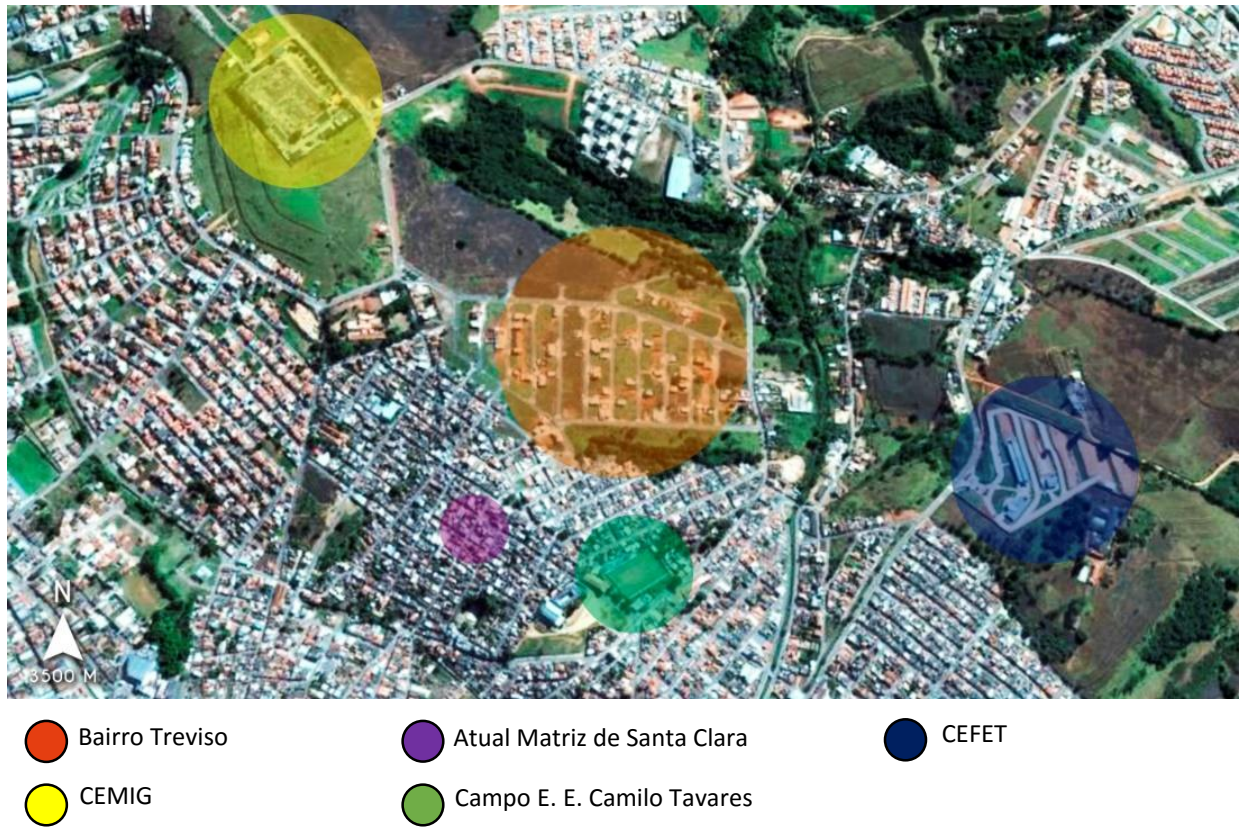 N
3500 M
Bairro Treviso
Atual Matriz de Santa Clara
CEFET
CEMIG
Campo E. E. Camilo Tavares